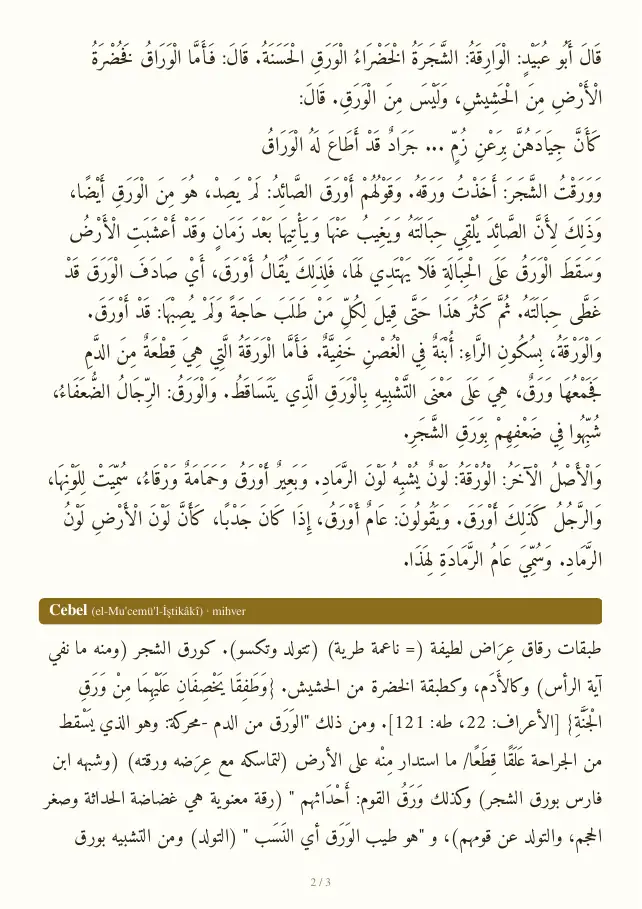 قَالَ أَبُو عُبَيْدٍ: الْوَارِقَةُ: الشَّجَرَةُ الْخَضْرَاءُ الْوَرَقِ الْحَسَنَةُ. قَالَ: فَأَمَّا الْوَرَاقُ فَخُضْرَةُ
الْأَرْضِ مِنَ الْحَشِيشِ، وَلَيْسَ مِنَ الْوَرَقِ. قَالَ:
كَأَنَّ جِيَادَهُنَّ بِرَعْنِ زُمٍّ ... جَرَادٌ قَدْ أَطَاعَ لَهُ الْوَرَاقُ
وَوَرَقْتُ الشَّجَرَ: أَخَذْتُ وَرَقَهُ. وَقَوْلُهُمْ أَوْرَقَ الصَّائِدُ: لَمْ يَصِدْ، هُوَ مِنَ الْوَرَقِ أَيْضًا،
وَذَلِكَ لِأَنَّ الصَّائِدَ يُلْقِي حِبَالَتَهُ وَيَغِيبُ عَنْهَا وَيَأْتِيهَا بَعْدَ زَمَانٍ وَقَدْ أَعْشَبَتِ الْأَرْضُ
وَسَقَطَ الْوَرَقُ عَلَى الْحِبَالَةِ فَلَا يَهْتَدِي لَهَا، فَلِذَلِكَ يُقَالُ أَوْرَقَ، أَيْ صَادَفَ الْوَرَقَ قَدْ
غَطَّى حِبَالَتَهُ. ثُمَّ كَثُرَ هَذَا حَتَّى قِيلَ لِكُلِّ مَنْ طَلَبَ حَاجَةً وَلَمْ يُصِبْهَا: قَدْ أَوْرَقَ.
وَالْوَرْقَةُ، بِسُكُونِ الرَّاءِ: أُبْنَةٌ فِي الْغُصْنِ خَفِيَّةٌ. فَأَمَّا الْوَرَقَةُ الَّتِي هِيَ قِطْعَةٌ مِنَ الدَّمِ
فَجَمْعُهَا وَرَقٌ، هِيَ عَلَى مَعْنَى التَّشْبِيهِ بِالْوَرَقِ الَّذِي يَتَسَاقَطُ. وَالْوَرَقُ: الرِّجَالُ الضُّعَفَاءُ،
شُبِّهُوا فِي ضَعْفِهِمْ بِوَرَقِ الشَّجَرِ.
وَالْأَصْلُ الْآخَرُ: الْوُرْقَةُ: لَوْنٌ يُشْبِهُ لَوْنَ الرَّمَادِ. وَبَعِيرٌ أَوْرَقُ وَحَمَامَةٌ وَرْقَاءُ، سُمِّيَتْ لِلَوْنِهَا،
وَالرَّجُلُ كَذَلِكَ أَوْرَقُ. وَيَقُولُونَ: عَامٌ أَوْرَقُ، إِذَا كَانَ جَدْبًا، كَأَنَّ لَوْنَ الْأَرْضِ لَوْنُ
الرَّمَادِ. وَسُمِّيَ عَامُ الرَّمَادَةِ لِهَذَا.
Cebel (el-Mu'cemü'l-İştikâkî) · mihver
طبقات رقاق عِرَاض لطيفة (= ناعمة طرية) (تتولد وتكسو). كورق الشجر (ومنه ما نفي
آية الرأس) وكالأَدَم، وكطبقة الخضرة من الحشيش. {وَطَفِقَا يَخْصِفَانِ عَلَيْهِمَا مِنْ وَرَقِ
الْجَنَّةِ} [الأعراف: 22، طه: 121]. ومن ذلك "الوَرَق من الدم -محركة: وهو الذي يَسْقط
من الجراحة عَلَقًا قِطَعًا/ ما استدار مِنْه على الأرض (لتماسكه مع عِرَضه ورقته) (وشبهه ابن
فارس بورق الشجر) وكذلك وَرَقُ القوم: أَحْدَاثهم " (رقة معنوية هي غضاضة الحداثة وصغر
الحجم، والتولد عن قومهم)، و "هو طيب الوَرَق أي النَسَب " (التولد) ومن التشبيه بورق
2 / 3